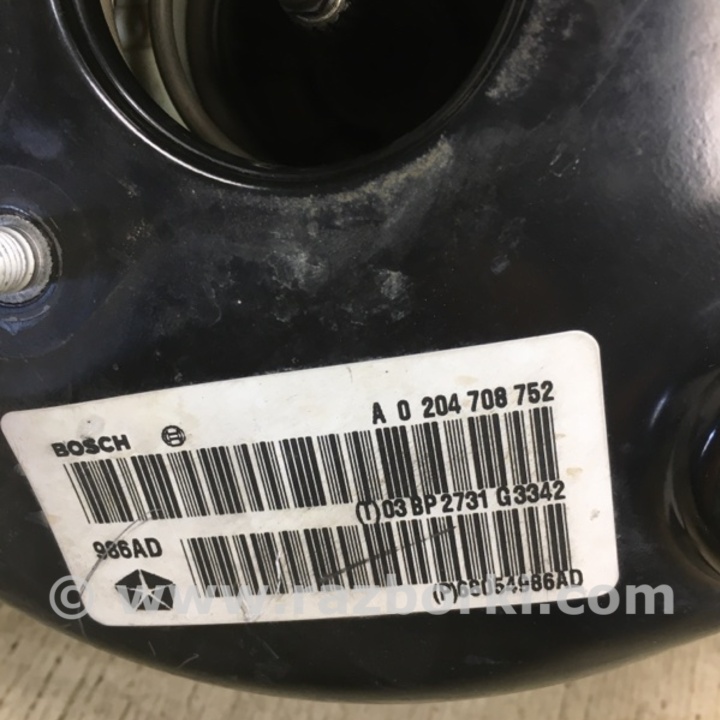 A 0 204 708 752
BOSCH
(T)03 BP 2731 G3342
986AD
(P)68054986AD
© www.razborki.com